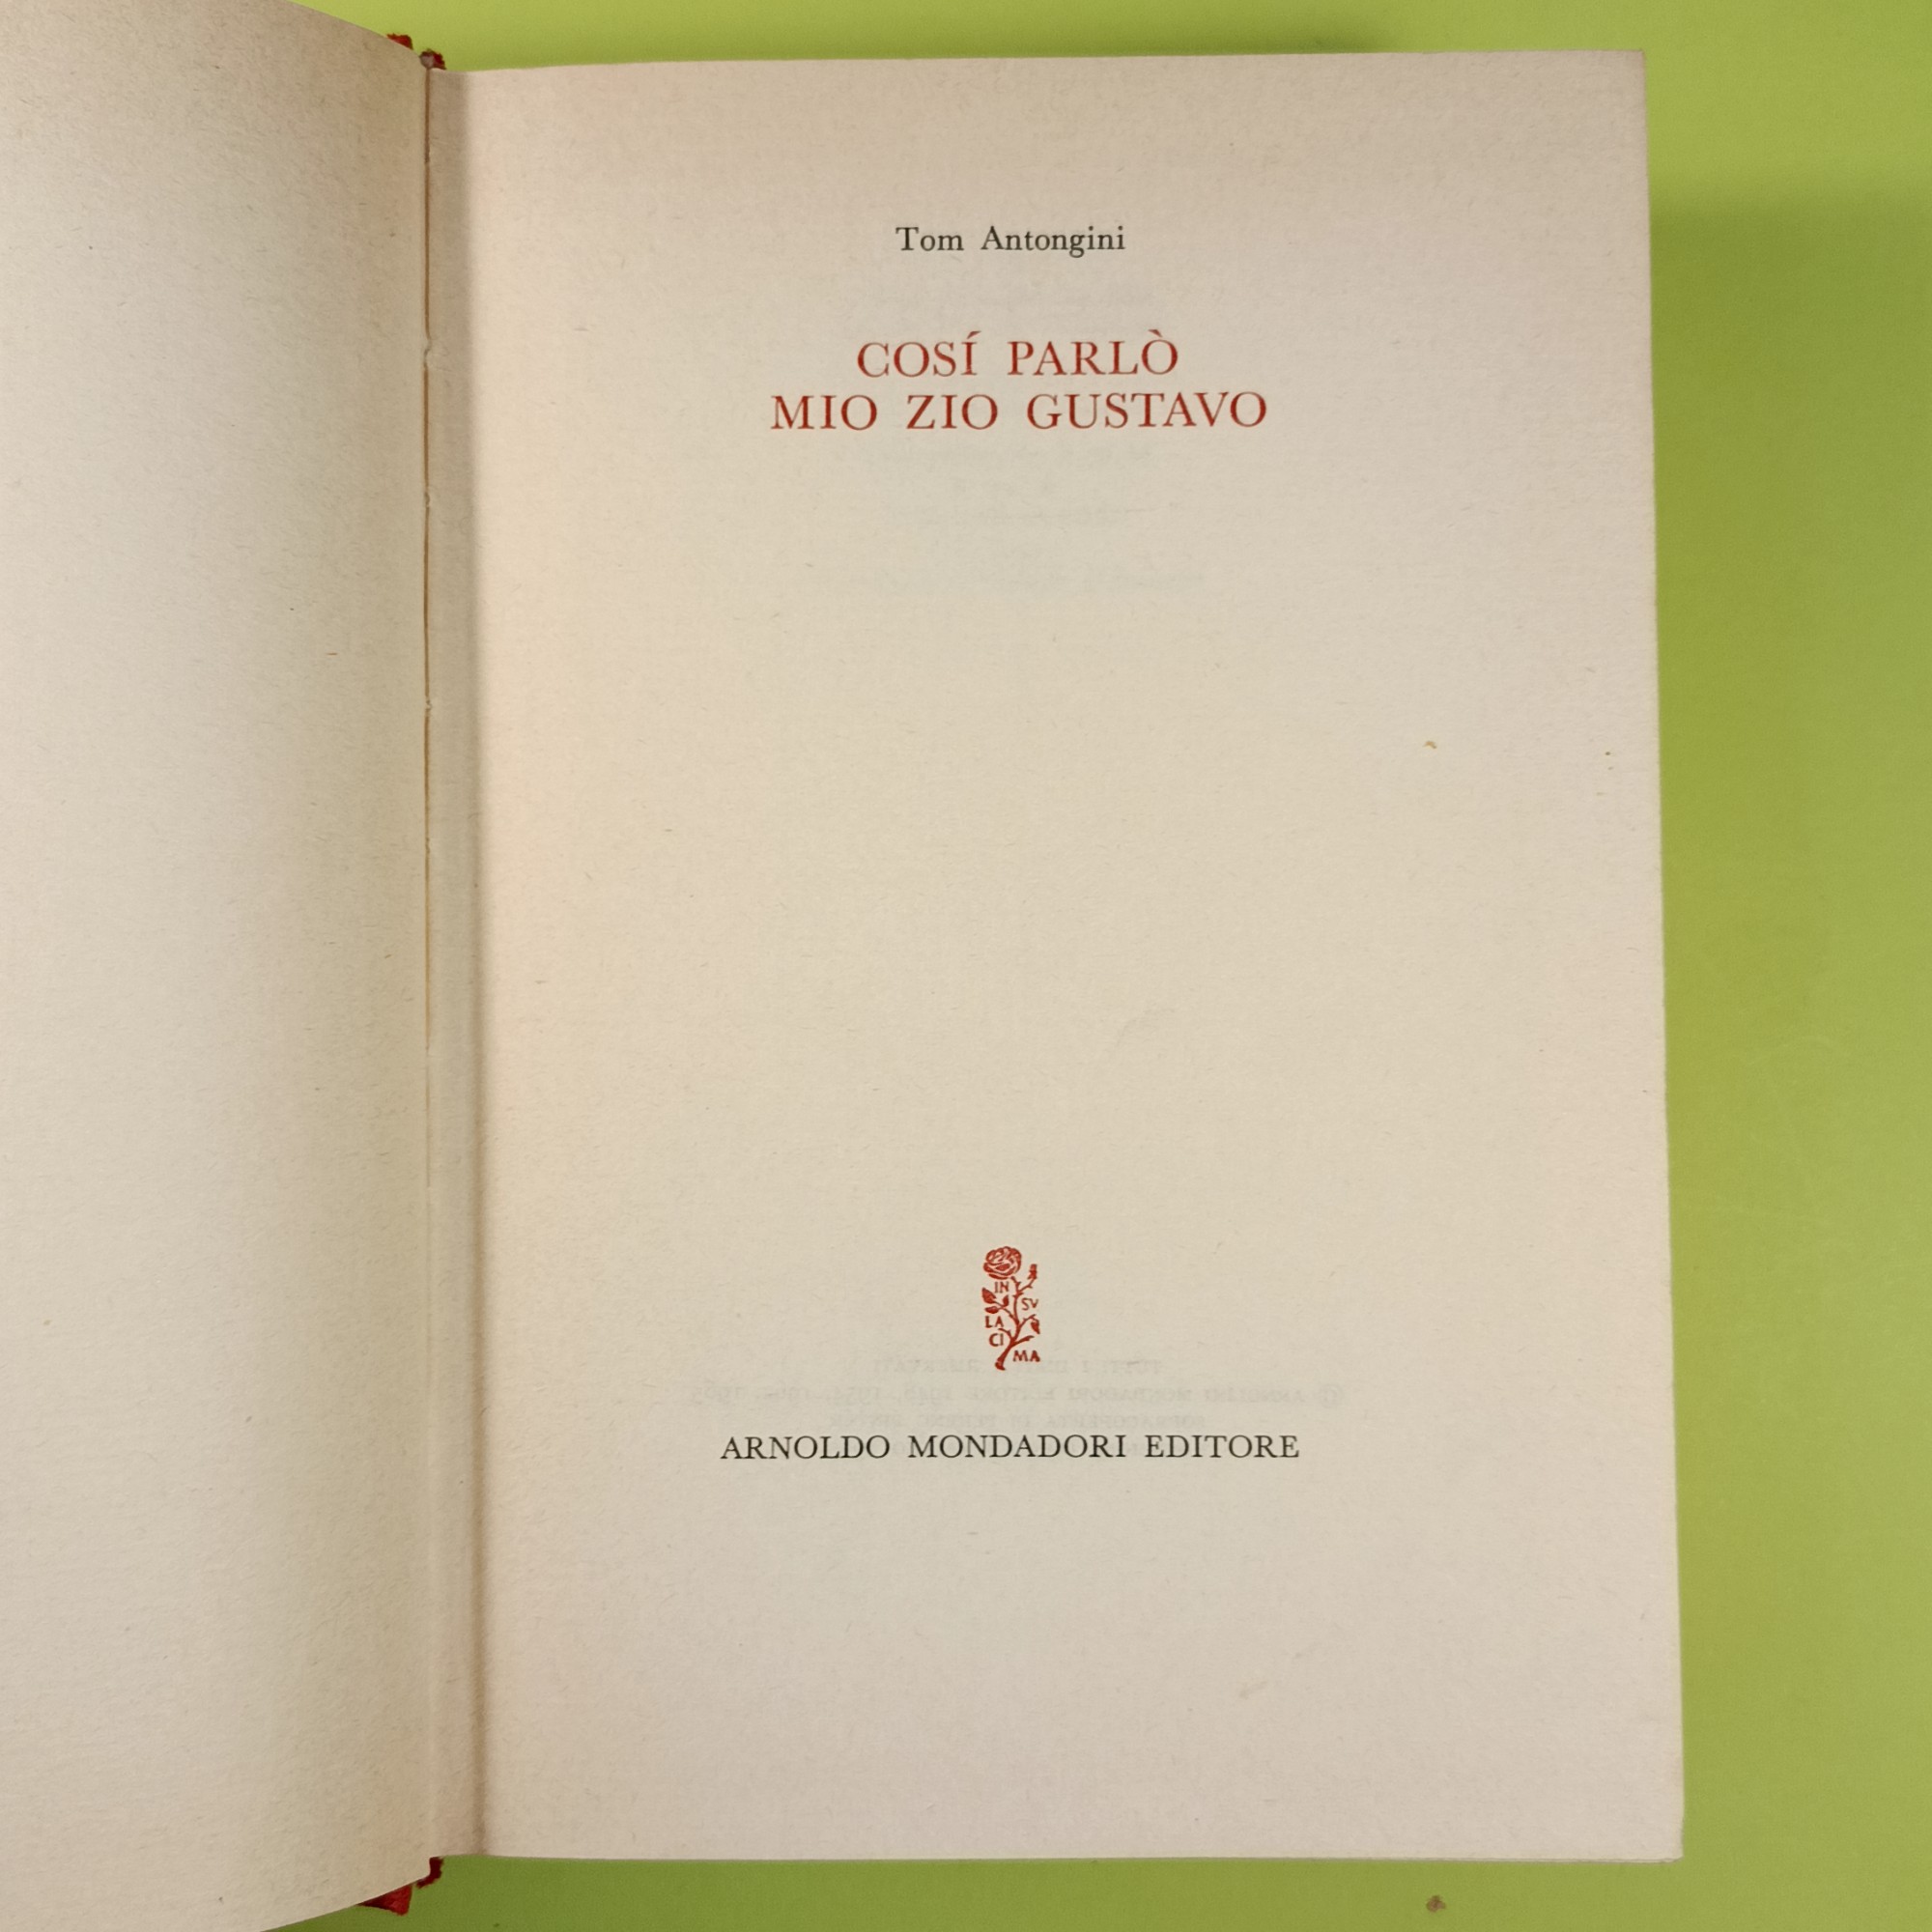 Tom Antongini
COSÍ PARLÒ
MIO ZIO GUSTAVO
IN
SV
LA
CI
MA
ARNOLDO MONDADORI EDITORE